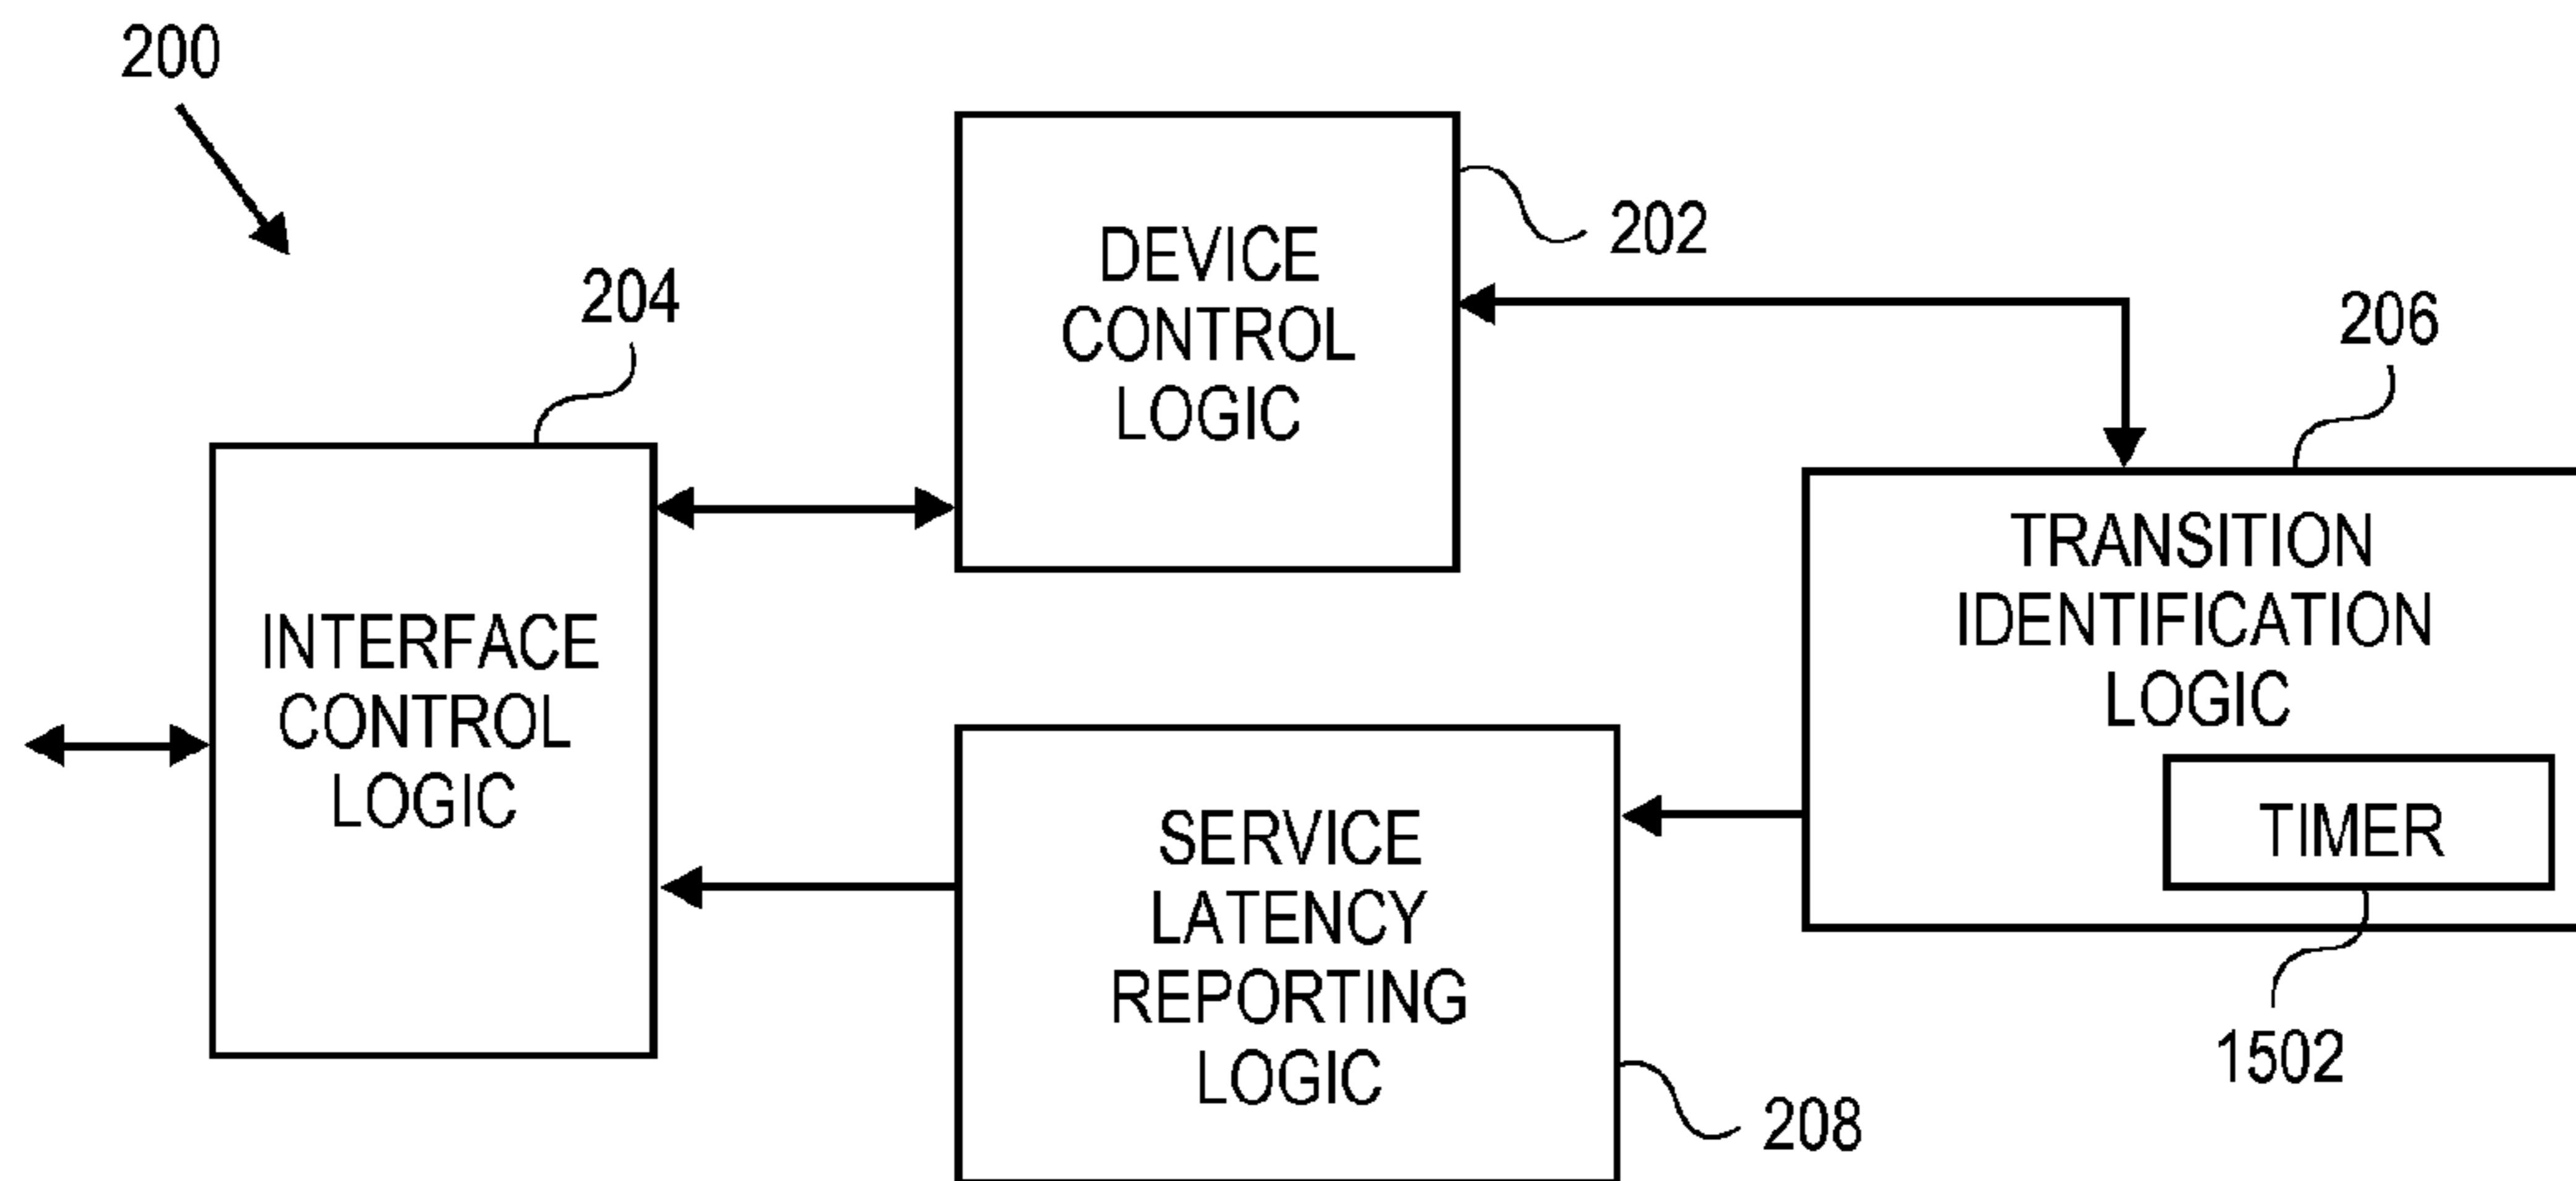 200
204
202
206
DEVICE
CONTROL
LOGIC
INTERFACE
CONTROL
LOGIC
TRANSITION
IDENTIFICATION
LOGIC
TIMER
1502
SERVICE
LATENCY
REPORTING
LOGIC
208